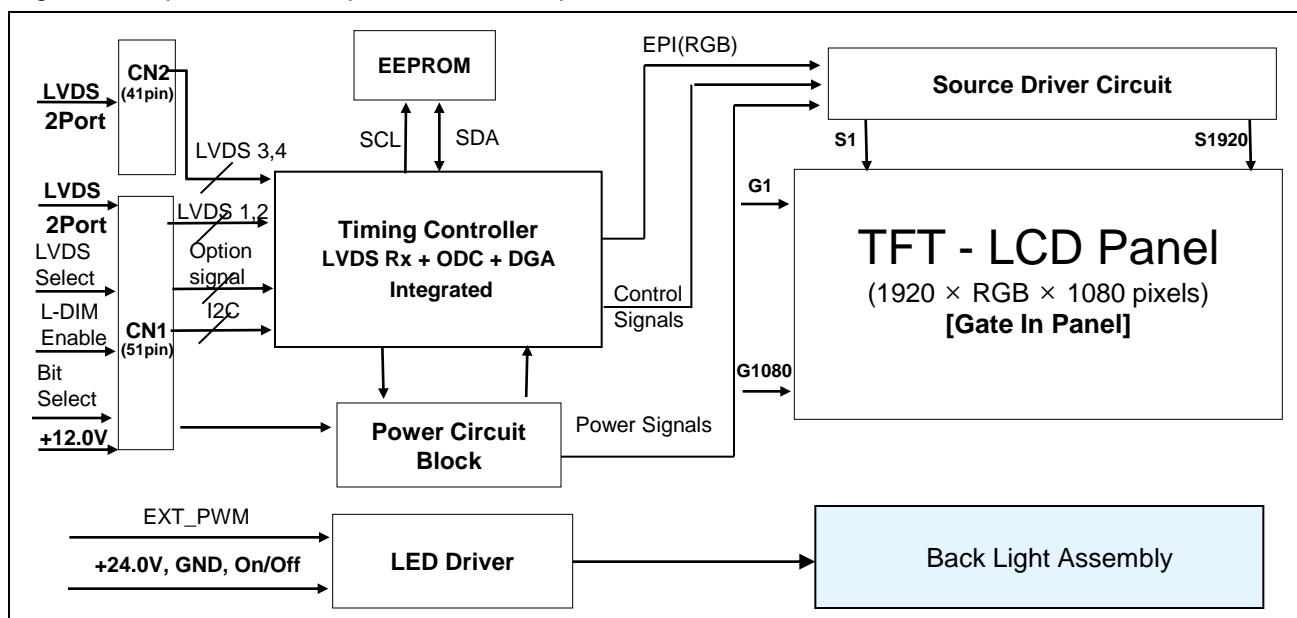 EPI(RGB)
CN2
(41pin)
EEPROM
Source Driver Circuit
LVDS
2Port
SCL
SDA
S1
S1920
LVDS 3,4
LVDS
2Port
LVDS 1,2
G1
Timing Controller
LVDS Rx + ODC + DGA
Integrated
TFT - LCD Panel
(1920 × RGB × 1080 pixels)
[Gate In Panel]
LVDS
Select
Option
signal
I2C
Control
Signals
L-DIM
Enable
CN1
(51pin)
G1080
Bit
Select
+12.0V
Power Circuit
Block
Power Signals
EXT_PWM
+24.0V, GND, On/Off
LED Driver
Back Light Assembly